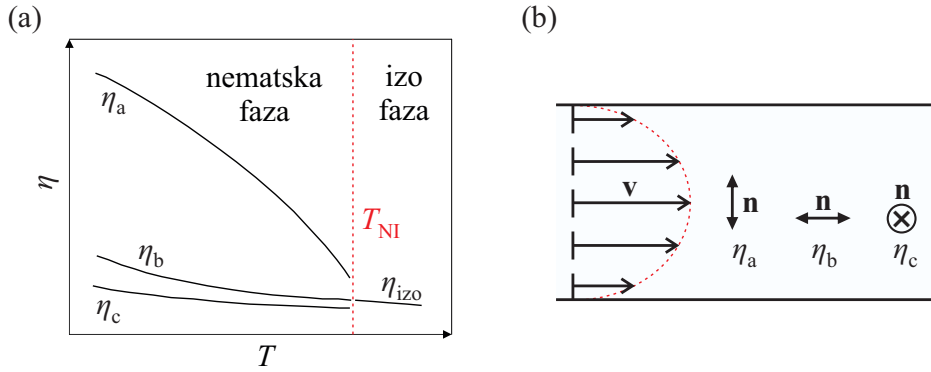 (a)
nematska
faza
izo
faza
ηa
η
TNI
ηb
ηizo
ηc
T
(b)
v
n
n
n
ηa
ηb
ηc